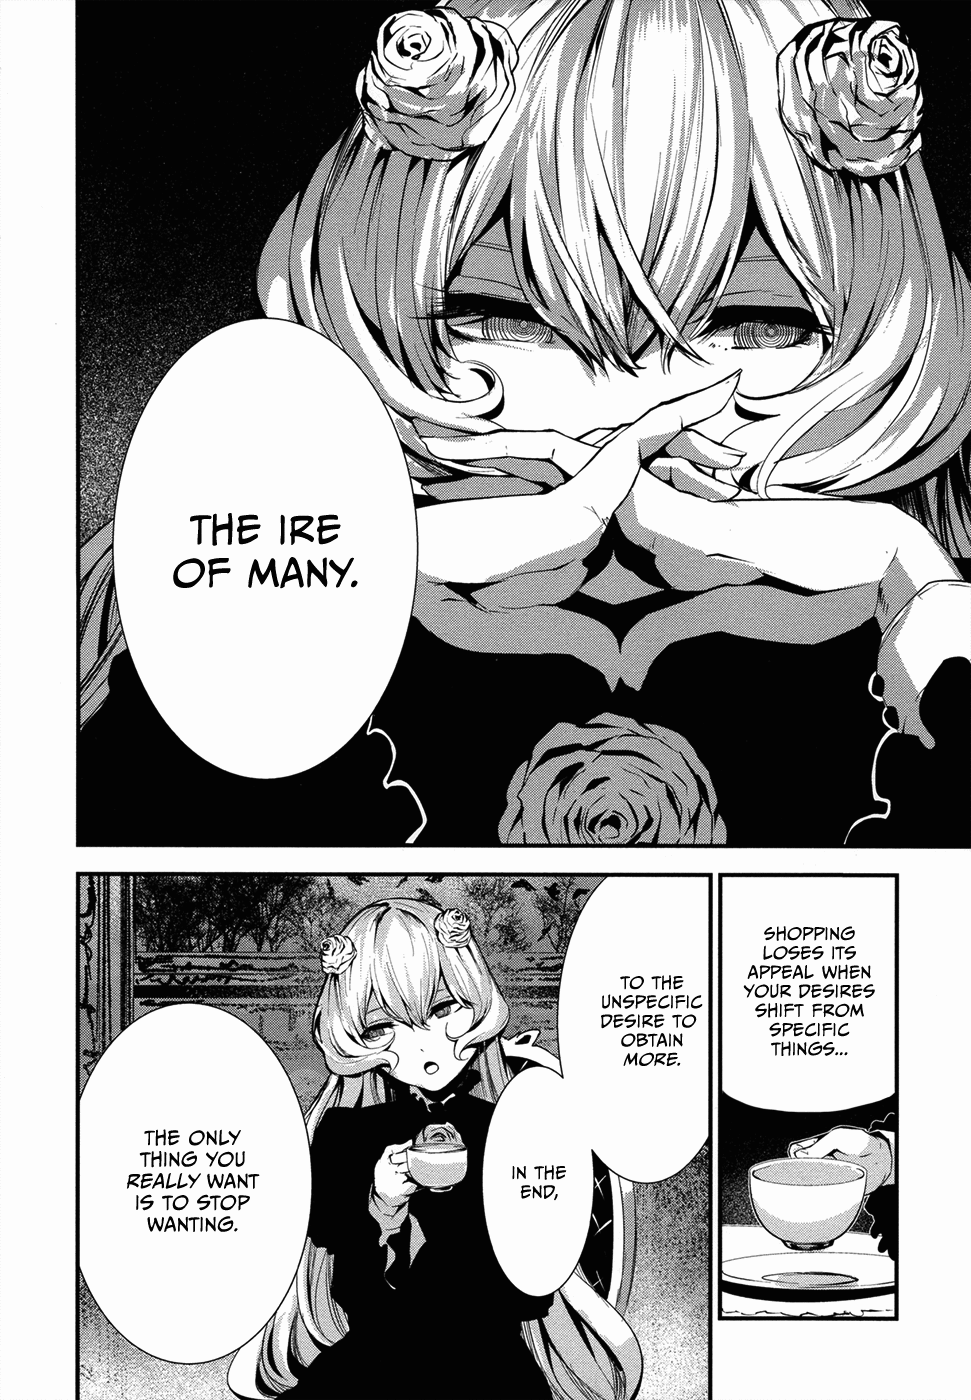 THE IRE
OF MANY.
SHOPPING
LOSES ITS
APPEAL WHEN
YOUR DESIRES
SHIFT FROM
SPECIFIC
THINGS...
TO THE
UNSPECIFIC
DESIRE TO
OBTAIN
MORE.
IN THE
END,
THE ONLY
THING YOU
REALLY WANT
IS TO STOP
WANTING.